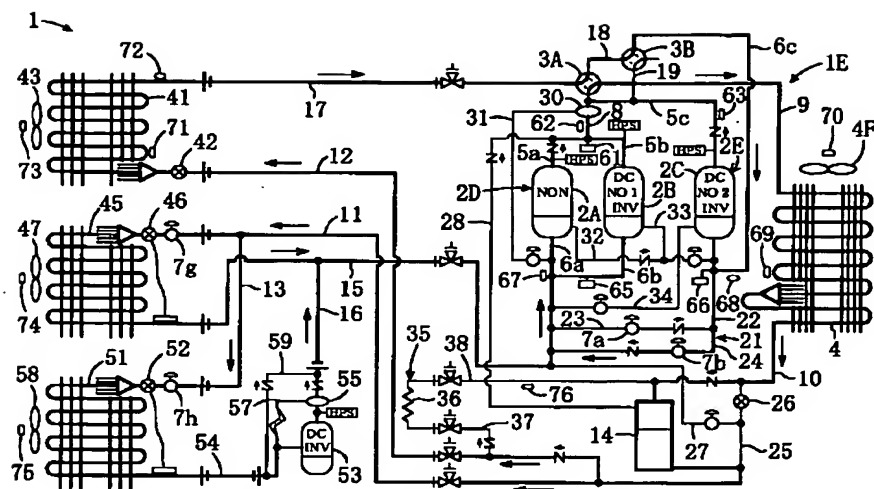 1
72
18
3A
3B
6c
1E
43
41
19
63
9
30
31
8
5c
70
4F
17
62
HPS
71
42
5a
HPS
61
5b
HPS
2E
73
12
2C
2D
NON
DC
NO 1
INV
2B
DC
NO 2
INV
45
46
11
28
2A
33
47
32
69
7g
6a
67
6b
65
34
66
68
13
15
74
16
23
7a
22
21
35
38
24
4
51
52
59
10
58
55
36
76
26
57
HPS
37
7h
14
27
75
54
DC
INV
53
25